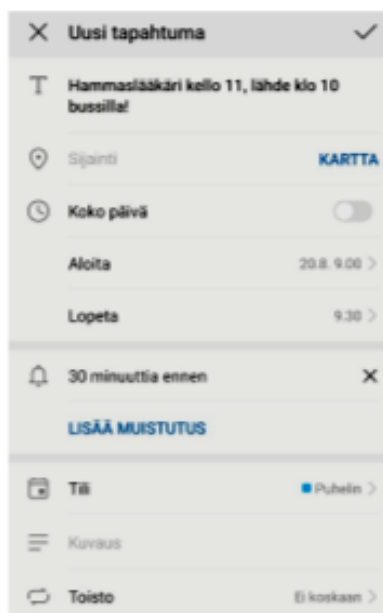 Uusi tapahtuma
Hammaslääkäri kello 11, lähde klo 10
bussilla!
Sijainti KARTTA
Koko päivä
Aloita 20.8. 9.00
Lopeta 9.30
30 minuuttia ennen
LISÄÄ MUISTUTUS
Tili Puhelin
Kuvaus
Toisto Ei koskaan